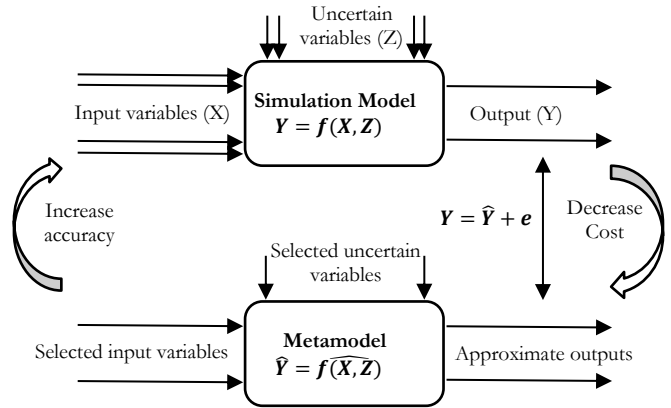 Uncertain
variables (Z)
Simulation Model
Y = f(X, Z)
Input variables (X)
Output (Y)
Increase
accuracy
Y = Ŷ + e
Decrease
Cost
Selected uncertain
variables
Metamodel
Ŷ = f(X, Z)̂
Selected input variables
Approximate outputs